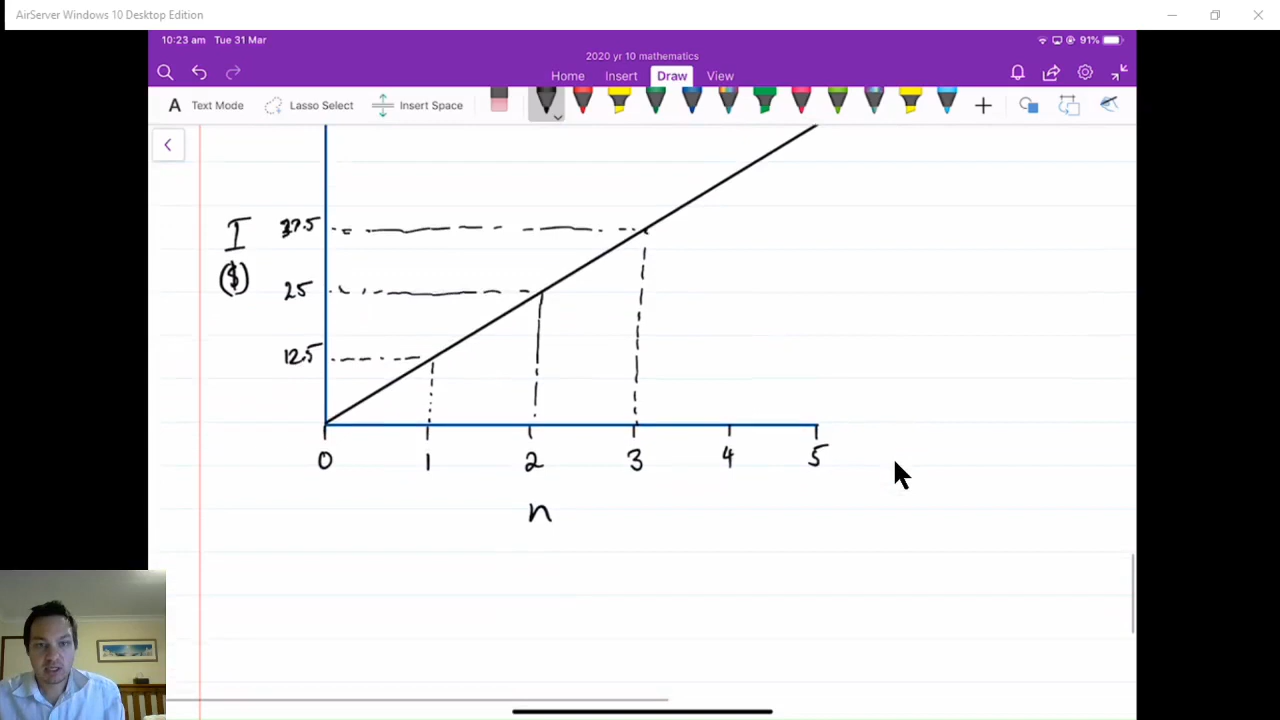 AirServer Windows 10 Desktop Edition
10:23 am Tue 31 Mar
91%
2020 yr 10 mathematics
Home Insert Draw View
A Text Mode Lasso Select Insert Space
I
($)
37.5
25
12.5
0 1 2 3 4 5
n